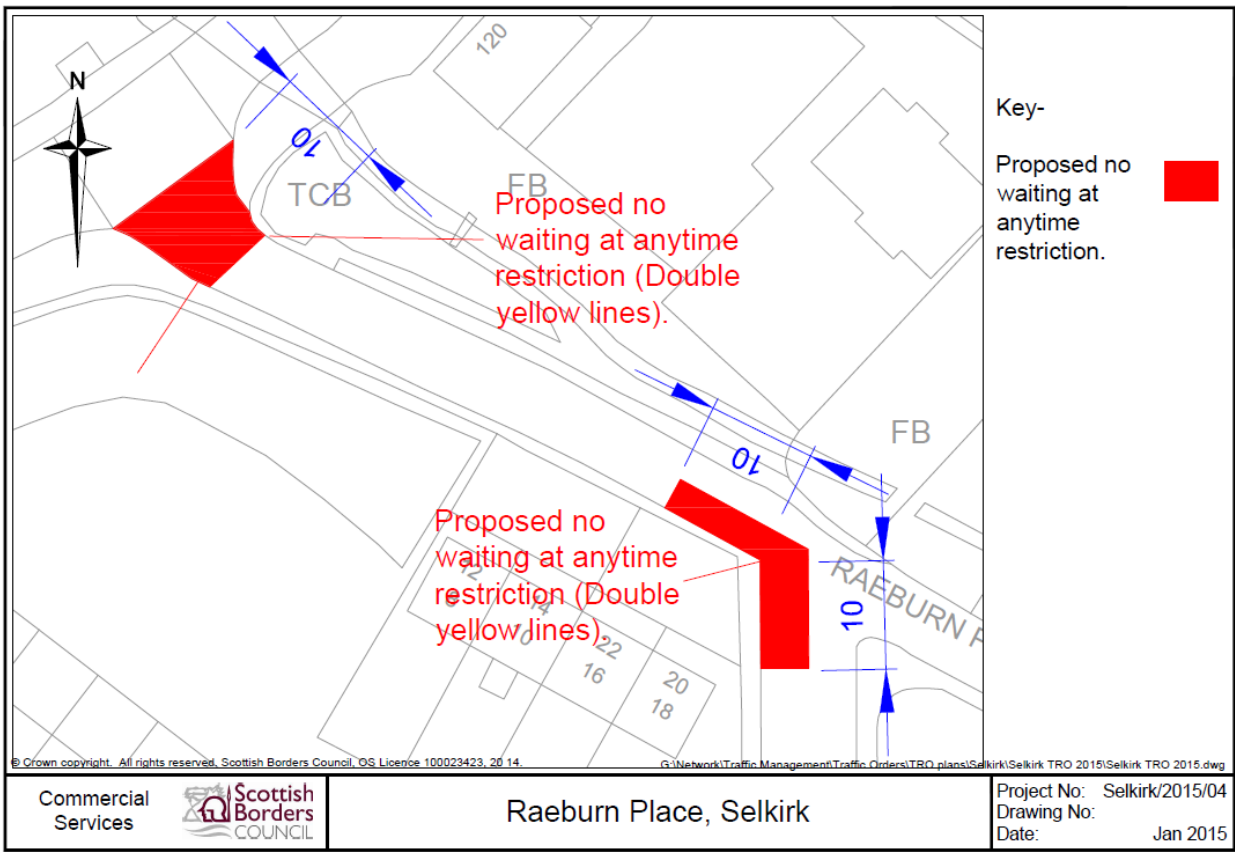 N
120
10
TCB
FB
Proposed no
waiting at anytime
restriction (Double
yellow lines).
Key-
Proposed no
waiting at
anytime
restriction.
FB
10
Proposed no
waiting at anytime
restriction (Double
yellow lines).
12
8
14
10
22
16
20
18
RAEBURN P
10
© Crown copyright. All rights reserved, Scottish Borders Council, OS Licence 100023423, 20 14.
G:\Network\Traffic Management\Traffic Orders\TRO plans\Selkirk\Selkirk TRO 2015\Selkirk TRO 2015.dwg
Commercial
Services
Scottish
Borders
COUNCIL
Raeburn Place, Selkirk
Project No: Selkirk/2015/04
Drawing No:
Date: Jan 2015